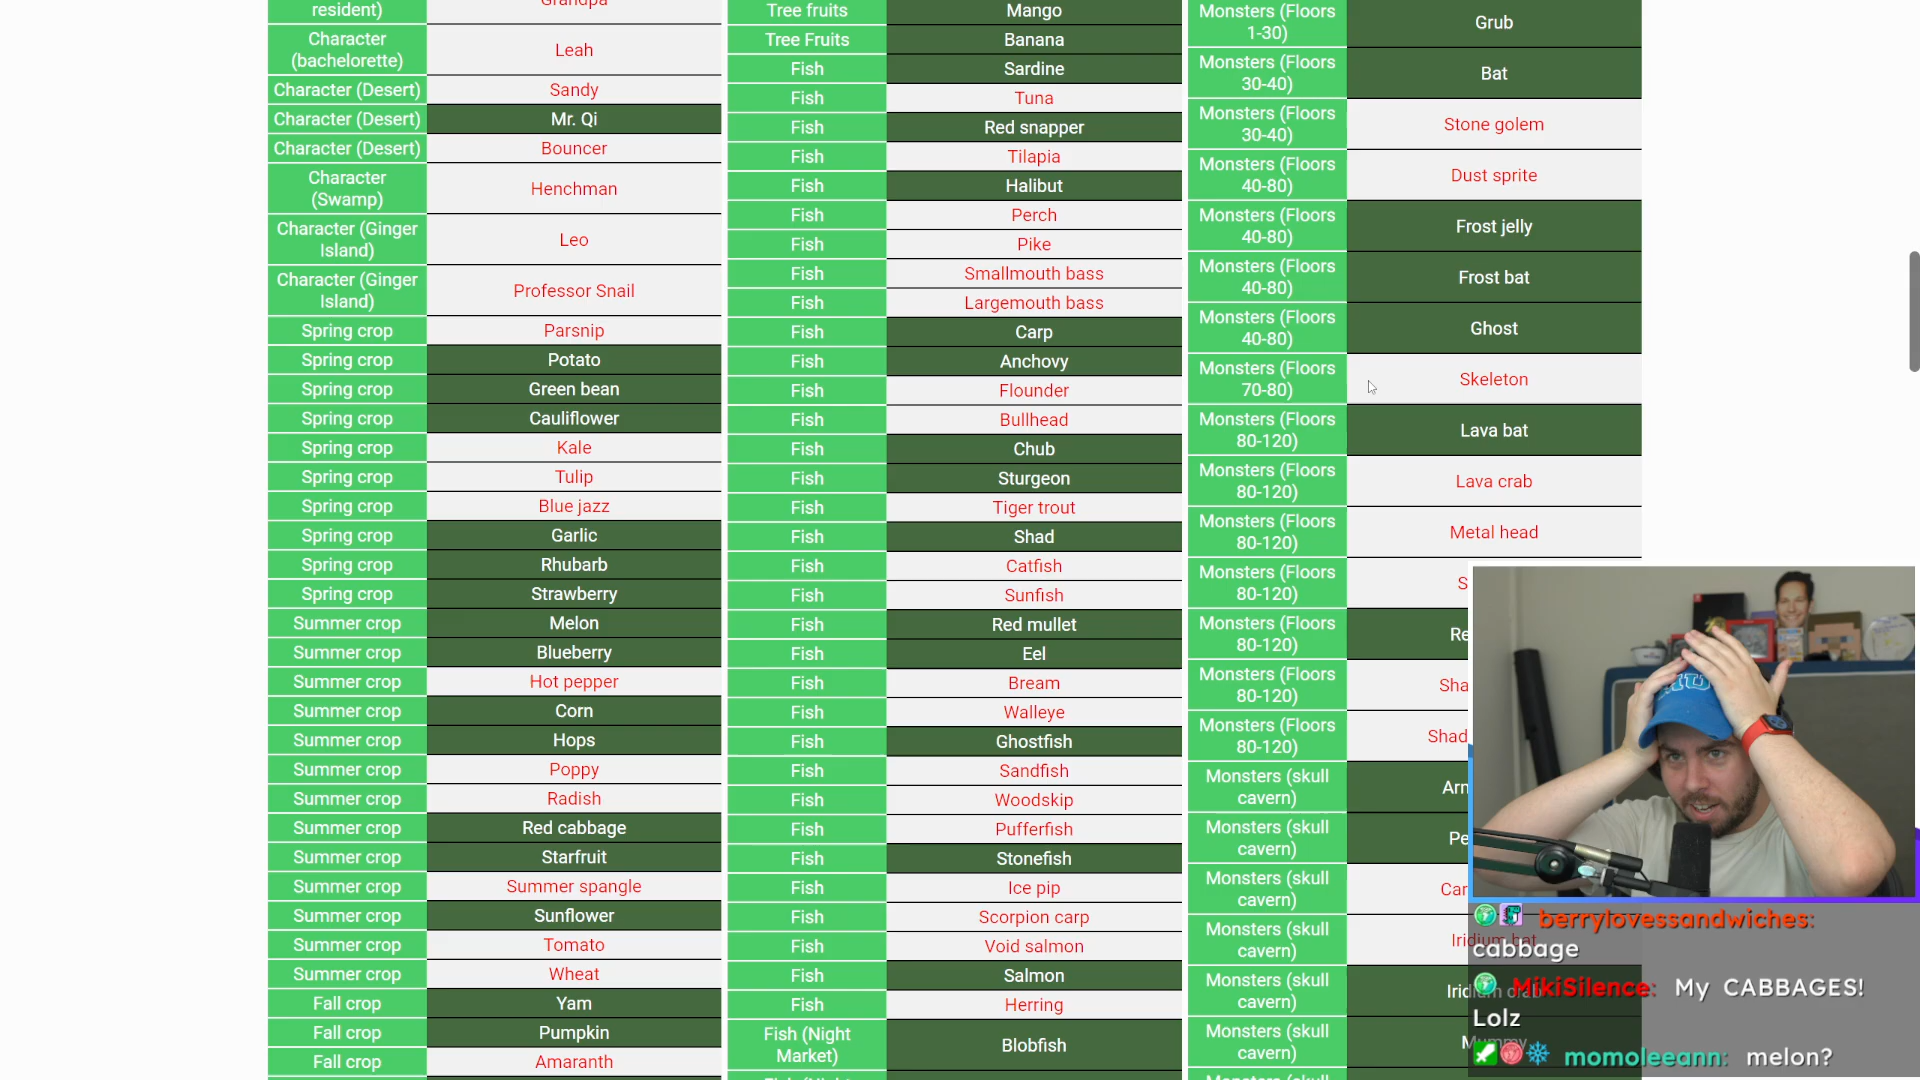 resident)
Grandpa
Character
(bachelorette)
Leah
Character (Desert)
Sandy
Character (Desert)
Mr. Qi
Character (Desert)
Bouncer
Character
(Swamp)
Henchman
Character (Ginger
Island)
Leo
Character (Ginger
Island)
Professor Snail
Spring crop
Parsnip
Spring crop
Potato
Spring crop
Green bean
Spring crop
Cauliflower
Spring crop
Kale
Spring crop
Tulip
Spring crop
Blue jazz
Spring crop
Garlic
Spring crop
Rhubarb
Spring crop
Strawberry
Summer crop
Melon
Summer crop
Blueberry
Summer crop
Hot pepper
Summer crop
Corn
Summer crop
Hops
Summer crop
Poppy
Summer crop
Radish
Summer crop
Red cabbage
Summer crop
Starfruit
Summer crop
Summer spangle
Summer crop
Sunflower
Summer crop
Tomato
Summer crop
Wheat
Fall crop
Yam
Fall crop
Pumpkin
Fall crop
Amaranth
Tree fruits
Mango
Tree Fruits
Banana
Fish
Sardine
Fish
Tuna
Fish
Red snapper
Fish
Tilapia
Fish
Halibut
Fish
Perch
Fish
Pike
Fish
Smallmouth bass
Fish
Largemouth bass
Fish
Carp
Fish
Anchovy
Fish
Flounder
Fish
Bullhead
Fish
Chub
Fish
Sturgeon
Fish
Tiger trout
Fish
Shad
Fish
Catfish
Fish
Sunfish
Fish
Red mullet
Fish
Eel
Fish
Bream
Fish
Walleye
Fish
Ghostfish
Fish
Sandfish
Fish
Woodskip
Fish
Pufferfish
Fish
Stonefish
Fish
Ice pip
Fish
Scorpion carp
Fish
Void salmon
Fish
Salmon
Fish
Herring
Fish (Night
Market)
Blobfish
Monsters (Floors
1-30)
Grub
Monsters (Floors
30-40)
Bat
Monsters (Floors
30-40)
Stone golem
Monsters (Floors
40-80)
Dust sprite
Monsters (Floors
40-80)
Frost jelly
Monsters (Floors
40-80)
Frost bat
Monsters (Floors
40-80)
Ghost
Monsters (Floors
70-80)
Skeleton
Monsters (Floors
80-120)
Lava bat
Monsters (Floors
80-120)
Lava crab
Monsters (Floors
80-120)
Metal head
Monsters (Floors
80-120)
S
Monsters (Floors
80-120)
Re
Monsters (Floors
80-120)
Sha
Monsters (Floors
80-120)
Shad
Monsters (skull
cavern)
Monsters (skull
cavern)
Pe
Monsters (skull
cavern)
Car
Monsters (skull
cavern)
Iridium bat
Monsters (skull
cavern)
Iridium crab
Monsters (skull
cavern)
Mummy
berrylovessandwiches:
cabbage
MikiSilence: My CABBAGES!
Lolz
momoleeann: melon?